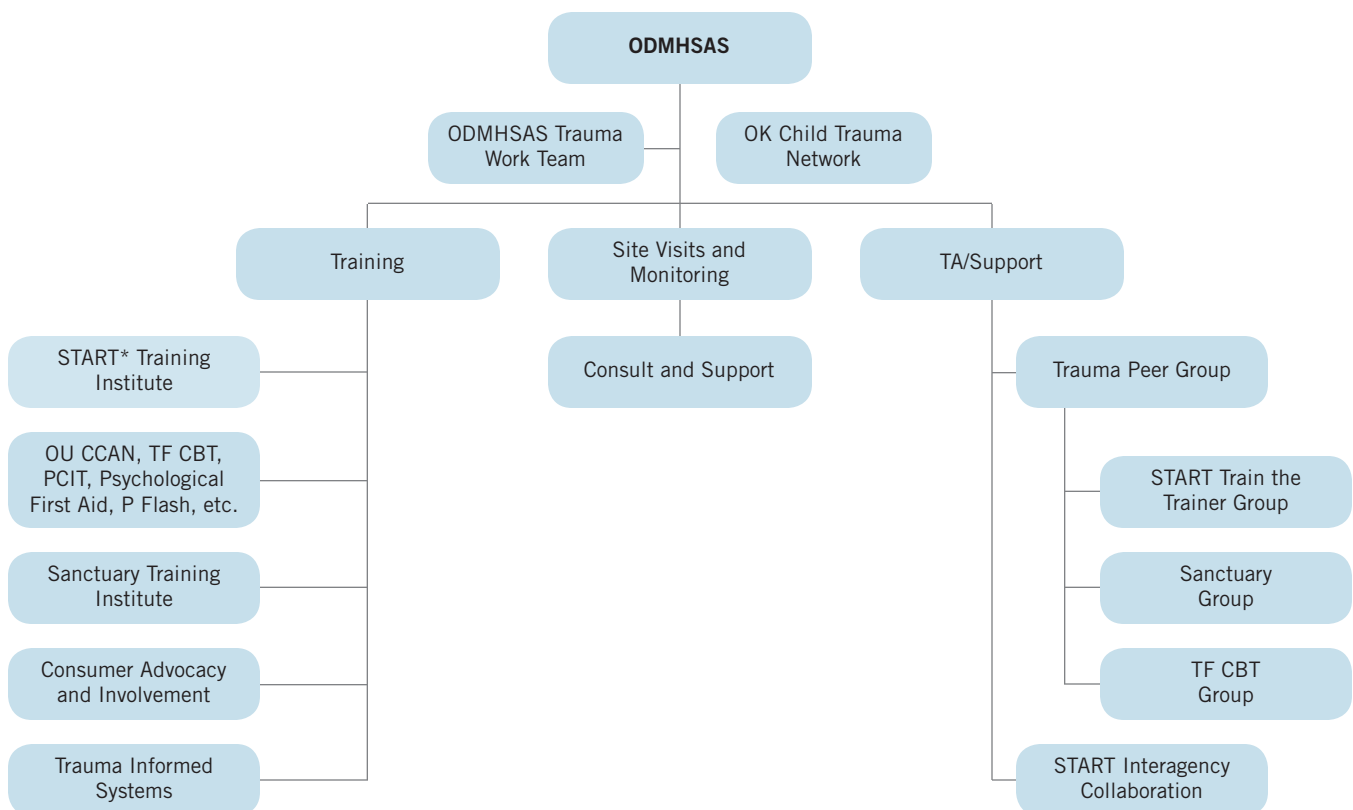 ODMHSAS
ODMHSAS Trauma
Work Team
OK Child Trauma
Network
Training
Site Visits and
Monitoring
TA/Support
START* Training
Institute
Consult and Support
Trauma Peer Group
OU CCAN, TF CBT,
PCIT, Psychological
First Aid, P Flash, etc.
START Train the
Trainer Group
Sanctuary Training
Institute
Sanctuary
Group
Consumer Advocacy
and Involvement
TF CBT
Group
Trauma Informed
Systems
START Interagency
Collaboration